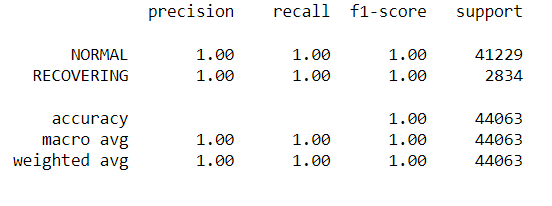 precision recall f1-score support
NORMAL 1.00 1.00 1.00 41229
RECOVERING 1.00 1.00 1.00 2834
accuracy 1.00 44063
macro avg 1.00 1.00 1.00 44063
weighted avg 1.00 1.00 1.00 44063